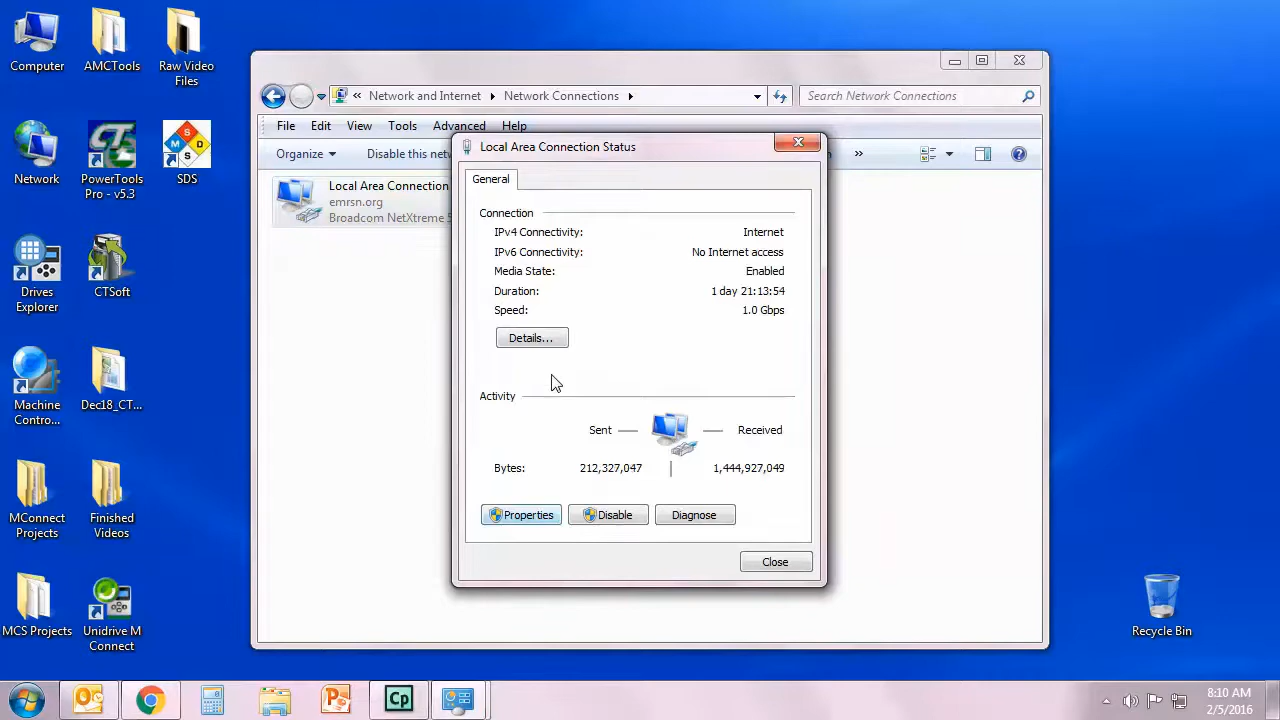 Computer
AMCTools
Raw Video
Files
Network
PowerTools
Pro - v5.3
SDS
M
S
D
S
CT
Drives
Explorer
CTSoft
Machine
Contro...
Dec18_CT...
MConnect
Projects
Finished
Videos
MCS Projects
Unidrive M
Connect
Recycle Bin
« Network and Internet ▸ Network Connections ▸
Search Network Connections
File Edit View Tools Advanced Help
Organize ▾ Disable this net
»
Local Area Connection
emrsn.org
Broadcom NetXtreme 5
Local Area Connection Status
General
Connection
IPv4 Connectivity: Internet
IPv6 Connectivity: No Internet access
Media State: Enabled
Duration: 1 day 21:13:54
Speed: 1.0 Gbps
Details...
Activity
Sent — — Received
Bytes: 212,327,047 | 1,444,927,049
Properties Disable Diagnose
Close
Cp
8:10 AM
2/5/2016